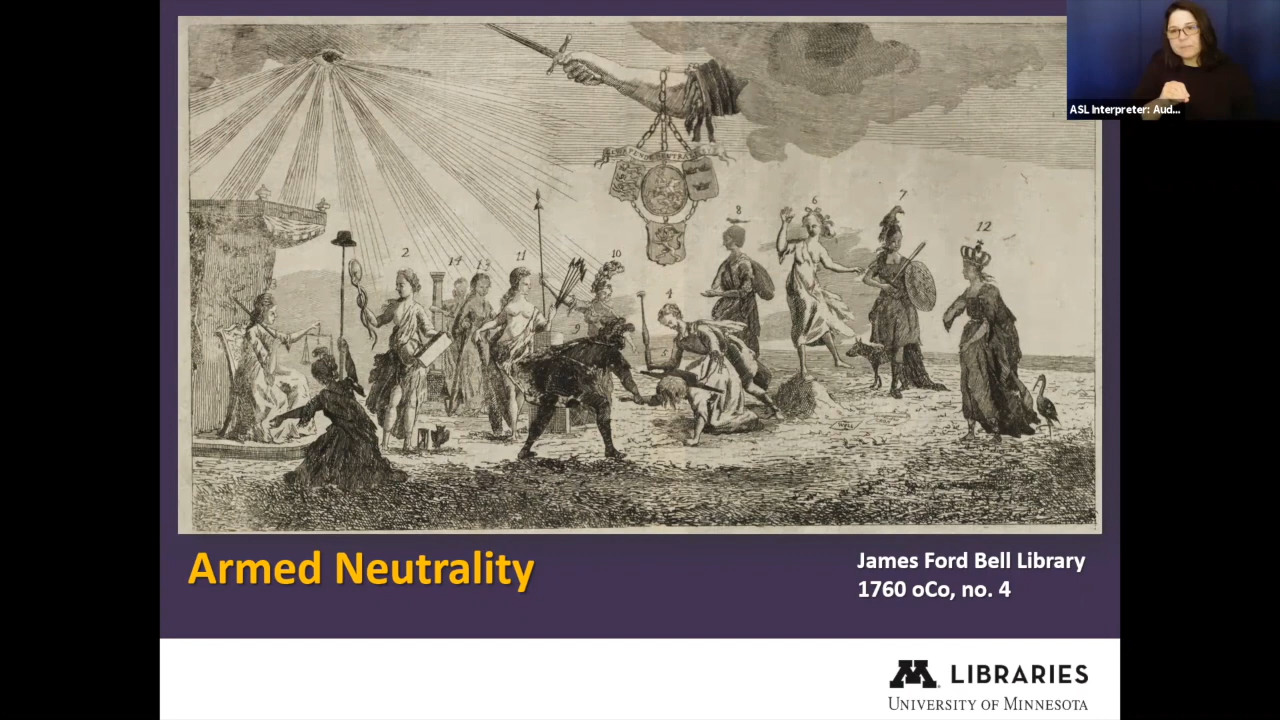 ASL Interpreter: Aud...
8
6
7
12
2
14
13
11
10
4
9
5
Armed Neutrality
James Ford Bell Library
1760 oCo, no. 4
M LIBRARIES
UNIVERSITY OF MINNESOTA